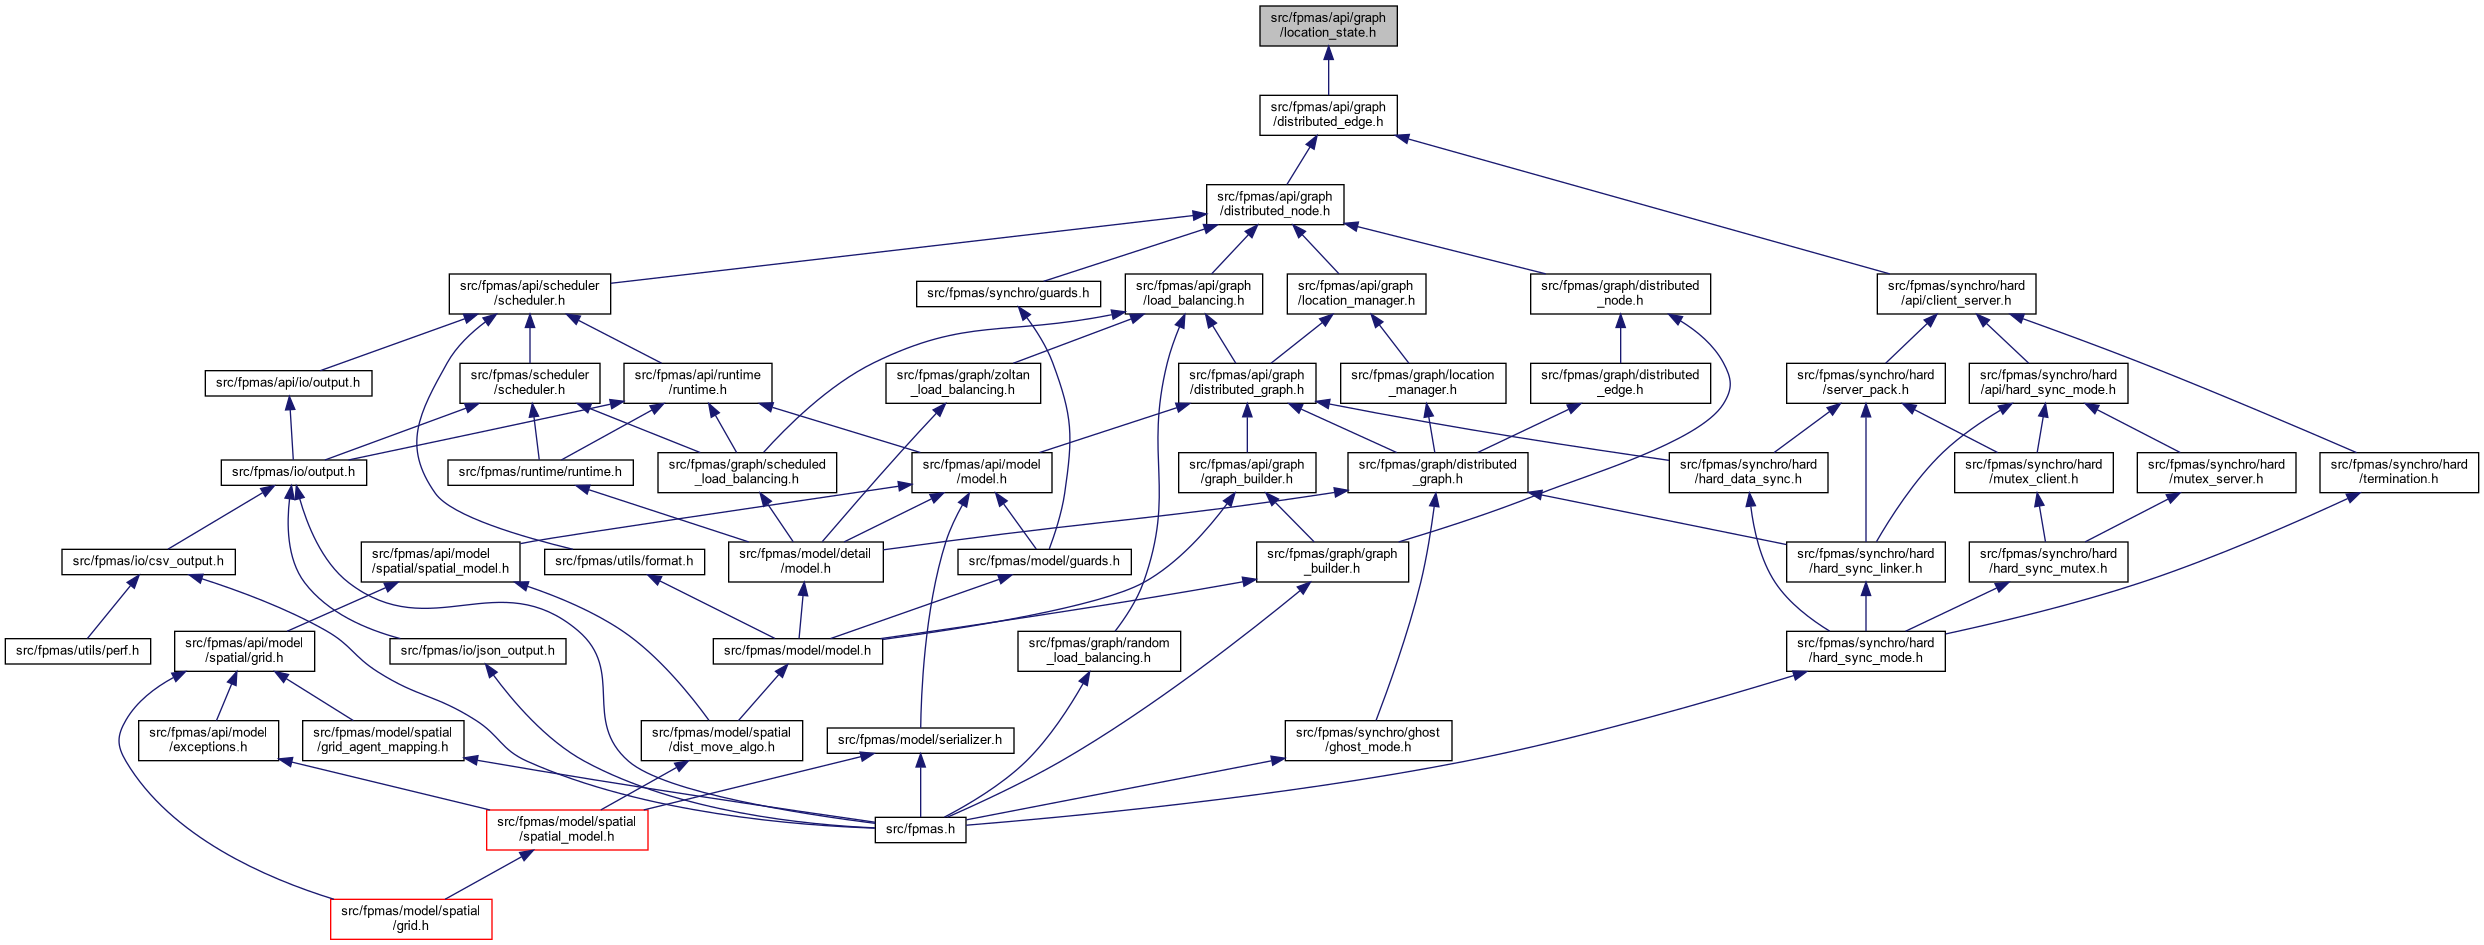 src/fpmas/api/graph
/location_state.h
src/fpmas/api/graph
/distributed_edge.h
src/fpmas/api/graph
/distributed_node.h
src/fpmas/api/scheduler
/scheduler.h
src/fpmas/synchro/guards.h
src/fpmas/api/graph
/load_balancing.h
src/fpmas/api/graph
/location_manager.h
src/fpmas/graph/distributed
_node.h
src/fpmas/synchro/hard
/api/client_server.h
src/fpmas/api/io/output.h
src/fpmas/scheduler
/scheduler.h
src/fpmas/api/runtime
/runtime.h
src/fpmas/graph/zoltan
_load_balancing.h
src/fpmas/api/graph
/distributed_graph.h
src/fpmas/graph/location
_manager.h
src/fpmas/graph/distributed
_edge.h
src/fpmas/synchro/hard
/server_pack.h
src/fpmas/synchro/hard
/api/hard_sync_mode.h
src/fpmas/io/output.h
src/fpmas/runtime/runtime.h
src/fpmas/graph/scheduled
_load_balancing.h
src/fpmas/api/model
/model.h
src/fpmas/api/graph
/graph_builder.h
src/fpmas/graph/distributed
_graph.h
src/fpmas/synchro/hard
/hard_data_sync.h
src/fpmas/synchro/hard
/mutex_client.h
src/fpmas/synchro/hard
/mutex_server.h
src/fpmas/synchro/hard
/termination.h
src/fpmas/io/csv_output.h
src/fpmas/api/model
/spatial/spatial_model.h
src/fpmas/utils/format.h
src/fpmas/model/detail
/model.h
src/fpmas/model/guards.h
src/fpmas/graph/graph
_builder.h
src/fpmas/synchro/hard
/hard_sync_linker.h
src/fpmas/synchro/hard
/hard_sync_mutex.h
src/fpmas/utils/perf.h
src/fpmas/api/model
/spatial/grid.h
src/fpmas/io/json_output.h
src/fpmas/model/model.h
src/fpmas/graph/random
_load_balancing.h
src/fpmas/synchro/hard
/hard_sync_mode.h
src/fpmas/api/model
/exceptions.h
src/fpmas/model/spatial
/grid_agent_mapping.h
src/fpmas/model/spatial
/dist_move_algo.h
src/fpmas/model/serializer.h
src/fpmas/synchro/ghost
/ghost_mode.h
src/fpmas/model/spatial
/spatial_model.h
src/fpmas.h
src/fpmas/model/spatial
/grid.h